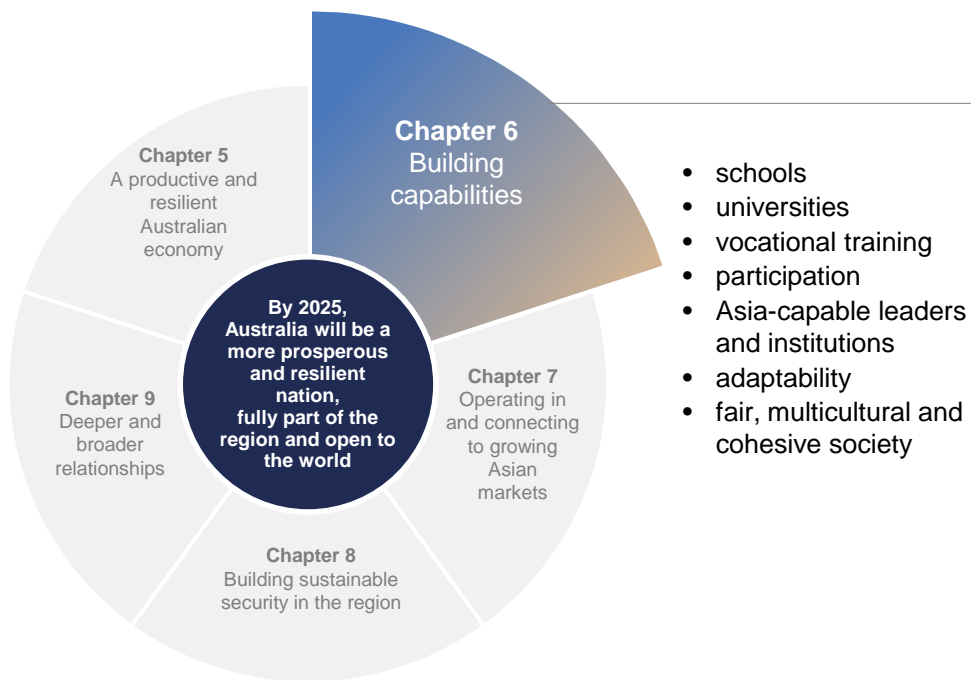 Chapter 5
A productive and
resilient
Australian
economy
Chapter 6
Building
capabilities
By 2025,
Australia will be a
more prosperous
and resilient
nation,
fully part of the
region and open to
the world
Chapter 9
Deeper and
broader
relationships
Chapter 7
Operating in
and connecting
to growing
Asian
markets
Chapter 8
Building sustainable
security in the region
• schools
• universities
• vocational training
• participation
• Asia-capable leaders
and institutions
• adaptability
• fair, multicultural and
cohesive society